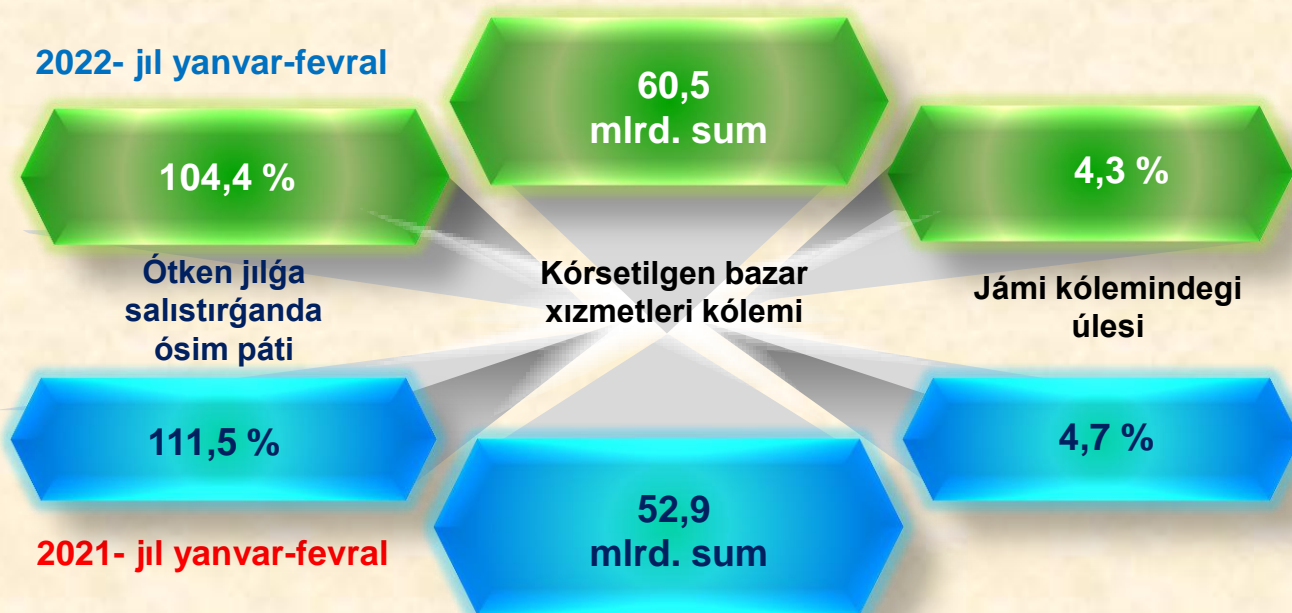 2022- jıl yanvar-fevral
60,5
mlrd. sum
104,4 %
4,3 %
Ótken jılǵa
salıstırǵanda
ósim páti
Kórsetilgen bazar
xızmetleri kólemi
Jámi kólemindegi
úlesi
111,5 %
4,7 %
52,9
mlrd. sum
2021- jıl yanvar-fevral